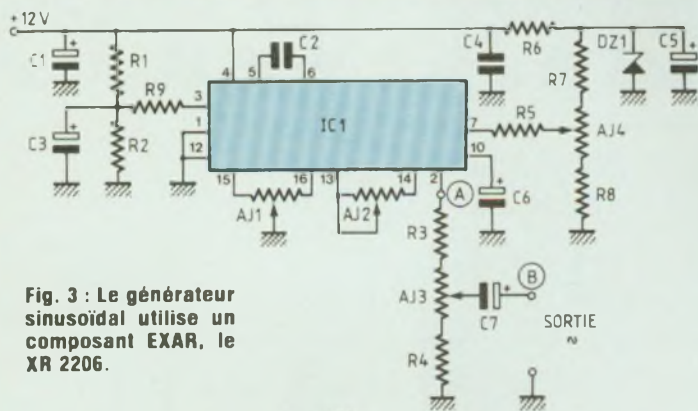 + 12 V
C1
R1
R9
C3
R2
C2
4
5
6
3
1
12
IC1
7
10
15
16
13
14
2
AJ1
AJ2
A
R3
AJ3
R4
C7
B
SORTIE
~
C4
R6
R5
C6
R7
AJ4
R8
DZ1
C5
Fig. 3 : Le générateur
sinusoïdal utilise un
composant EXAR, le
XR 2206.